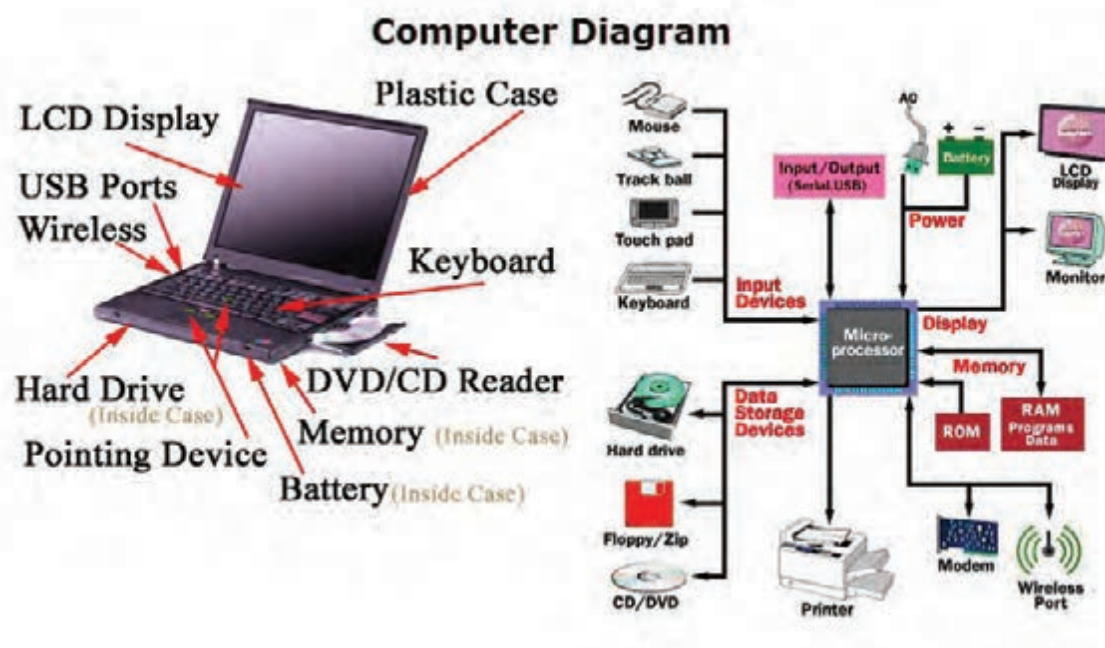 Computer Diagram
LCD Display
Plastic Case
USB Ports
Wireless
Keyboard
Hard Drive
(Inside Case)
DVD/CD Reader
Pointing Device
Memory (Inside Case)
Battery (Inside Case)
Mouse
Track ball
Touch pad
Keyboard
Input
Devices
Input/Output
(Serial,USB)
+ -
Battery
Power
LCD
Display
Monitor
Micro-
processor
Display
Memory
ROM
RAM
Programs
Data
Data
Storage
Devices
Hard drive
Floppy/Zip
CD/DVD
Printer
Modem
Wireless
Port